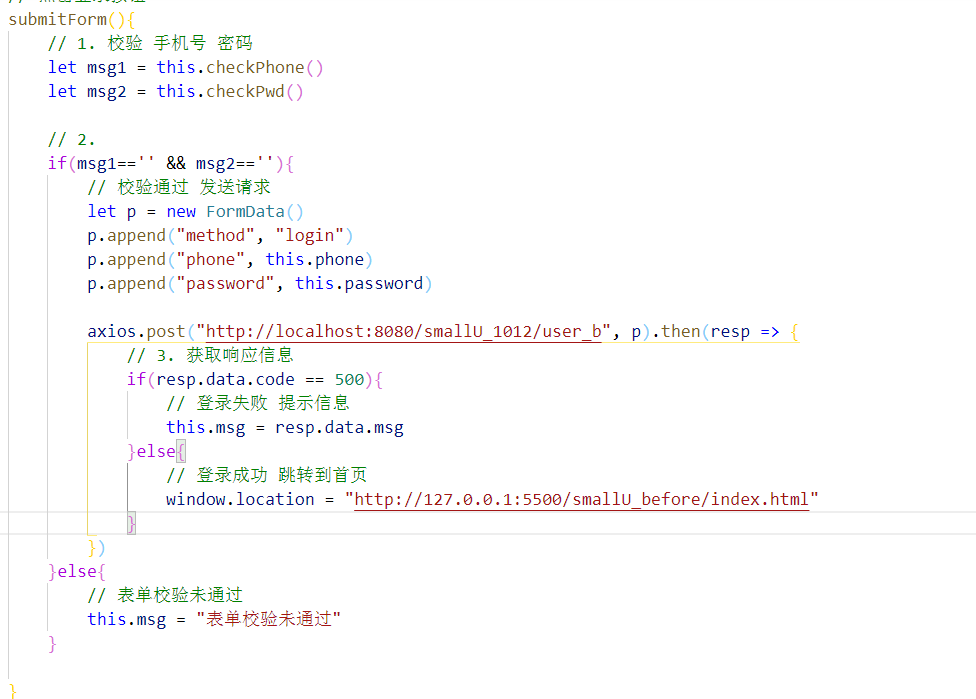 submitForm(){
// 1. 校验 手机号 密码
let msg1 = this.checkPhone()
let msg2 = this.checkPwd()
// 2.
if(msg1=='' && msg2==''){
// 校验通过 发送请求
let p = new FormData()
p.append("method", "login")
p.append("phone", this.phone)
p.append("password", this.password)
axios.post("http://localhost:8080/smallU_1012/user_b", p).then(resp => {
// 3. 获取响应信息
if(resp.data.code == 500){
// 登录失败 提示信息
this.msg = resp.data.msg
}else{
// 登录成功 跳转到首页
window.location = "http://127.0.0.1:5500/smallU_before/index.html"
}
})
}else{
// 表单校验未通过
this.msg = "表单校验未通过"
}
}